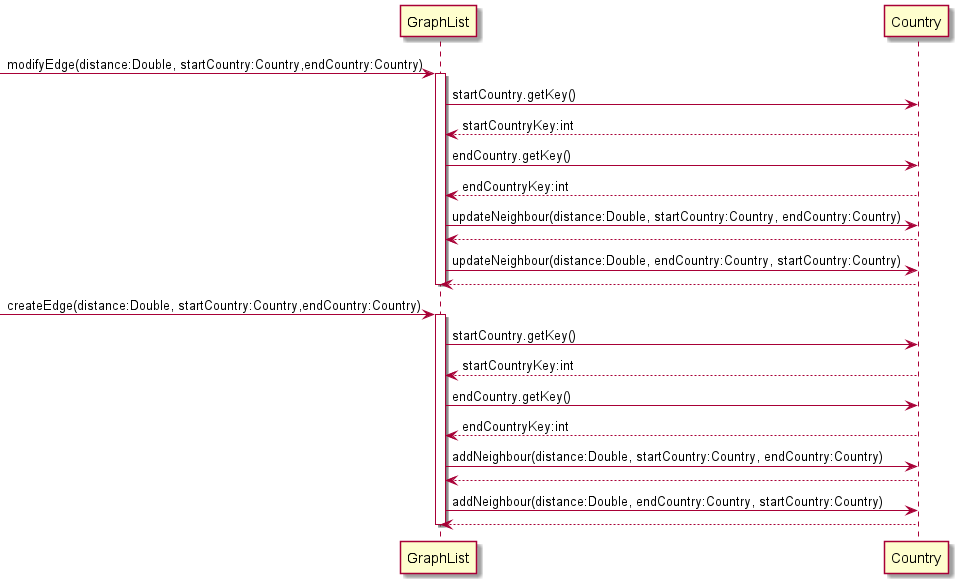 GraphList
Country
modifyEdge(distance:Double, startCountry:Country,endCountry:Country)
startCountry.getKey()
startCountryKey:int
endCountry.getKey()
endCountryKey:int
updateNeighbour(distance:Double, startCountry:Country, endCountry:Country)
updateNeighbour(distance:Double, endCountry:Country, startCountry:Country)
createEdge(distance:Double, startCountry:Country,endCountry:Country)
startCountry.getKey()
startCountryKey:int
endCountry.getKey()
endCountryKey:int
addNeighbour(distance:Double, startCountry:Country, endCountry:Country)
addNeighbour(distance:Double, endCountry:Country, startCountry:Country)
GraphList
Country